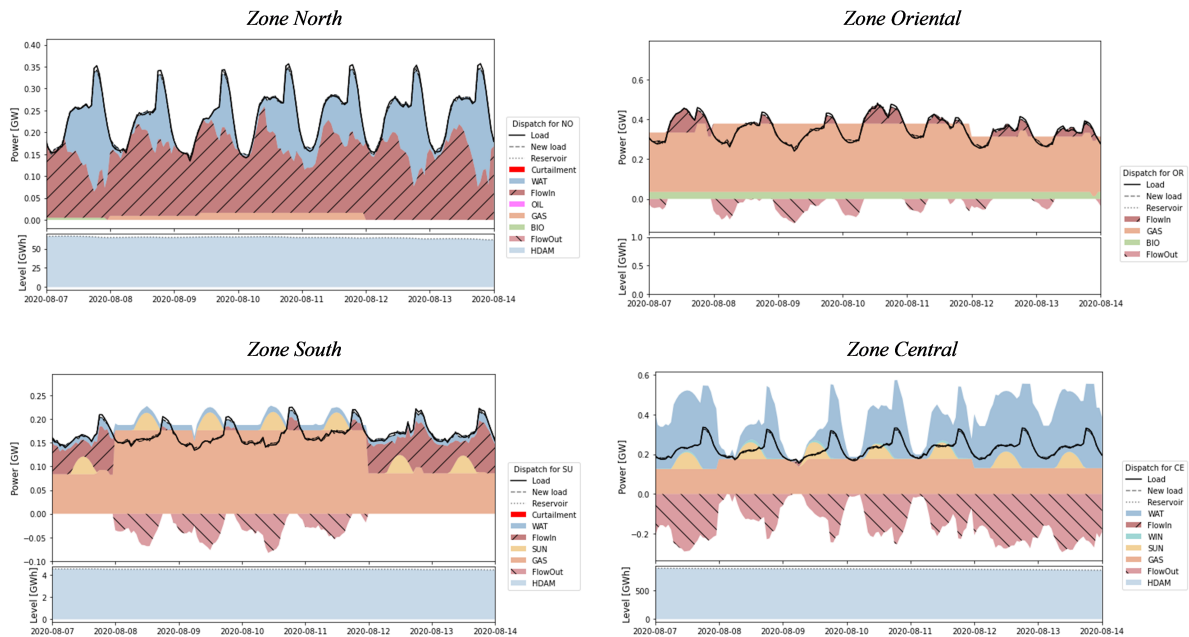 Zone North
Power [GW]
0.40
0.35
0.30
0.25
0.20
0.15
0.10
0.05
0.00
Level [GWh]
50
25
0
2020-08-07 2020-08-08 2020-08-09 2020-08-10 2020-08-11 2020-08-12 2020-08-13 2020-08-14
Dispatch for NO
Load
New load
Reservoir
Curtailment
WAT
FlowIn
OIL
GAS
BIO
FlowOut
HDAM
Zone Oriental
Power [GW]
0.6
0.4
0.2
0.0
Level [GWh]
1.0
0.5
0.0
2020-08-07 2020-08-08 2020-08-09 2020-08-10 2020-08-11 2020-08-12 2020-08-13 2020-08-14
Dispatch for OR
Load
New load
Reservoir
FlowIn
GAS
BIO
FlowOut
Zone South
Power [GW]
0.25
0.20
0.15
0.10
0.05
0.00
−0.05
−0.10
Level [GWh]
4
2
0
2020-08-07 2020-08-08 2020-08-09 2020-08-10 2020-08-11 2020-08-12 2020-08-13 2020-08-14
Dispatch for SU
Load
New load
Reservoir
Curtailment
WAT
FlowIn
SUN
GAS
FlowOut
HDAM
Zone Central
Power [GW]
0.6
0.4
0.2
0.0
−0.2
Level [GWh]
500
0
2020-08-07 2020-08-08 2020-08-09 2020-08-10 2020-08-11 2020-08-12 2020-08-13 2020-08-14
Dispatch for CE
Load
New load
Reservoir
WAT
FlowIn
WIN
SUN
GAS
FlowOut
HDAM